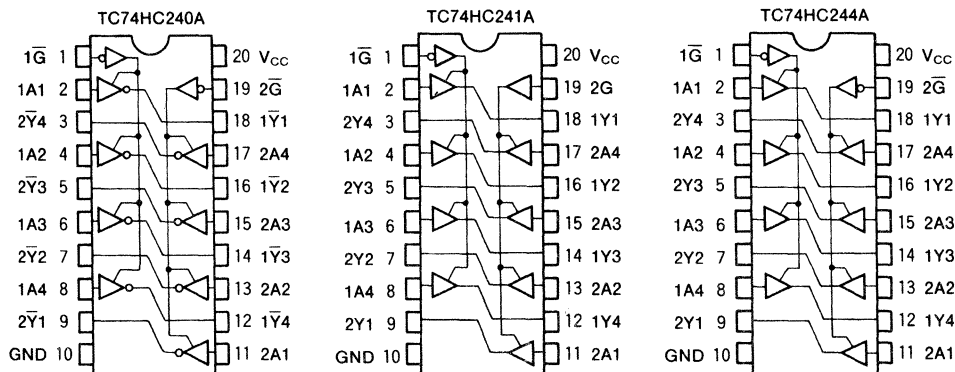 TC74HC240A
1G̅ 1 20 VCC
1A1 2 19 2G̅
2Y̅4 3 18 1Y̅1
1A2 4 17 2A4
2Y̅3 5 16 1Y̅2
1A3 6 15 2A3
2Y̅2 7 14 1Y̅3
1A4 8 13 2A2
2Y̅1 9 12 1Y̅4
GND 10 11 2A1
TC74HC241A
1G̅ 1 20 VCC
1A1 2 19 2G
2Y4 3 18 1Y1
1A2 4 17 2A4
2Y3 5 16 1Y2
1A3 6 15 2A3
2Y2 7 14 1Y3
1A4 8 13 2A2
2Y1 9 12 1Y4
GND 10 11 2A1
TC74HC244A
1G̅ 1 20 VCC
1A1 2 19 2G̅
2Y4 3 18 1Y1
1A2 4 17 2A4
2Y3 5 16 1Y2
1A3 6 15 2A3
2Y2 7 14 1Y3
1A4 8 13 2A2
2Y1 9 12 1Y4
GND 10 11 2A1